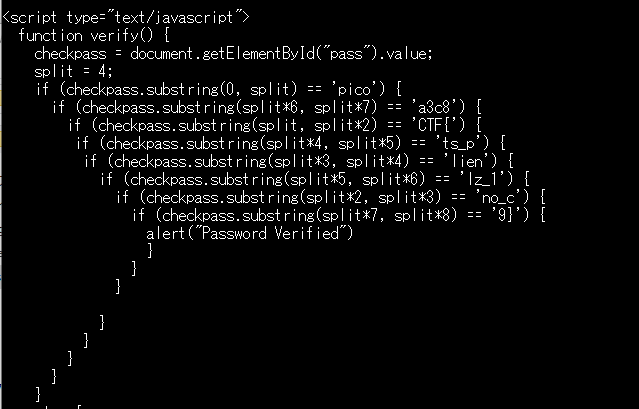 <script type="text/javascript">
function verify() {
checkpass = document.getElementById("pass").value;
split = 4;
if (checkpass.substring(0, split) == 'pico') {
if (checkpass.substring(split*6, split*7) == 'a3c8') {
if (checkpass.substring(split, split*2) == 'CTF{') {
if (checkpass.substring(split*4, split*5) == 'ts_p') {
if (checkpass.substring(split*3, split*4) == 'lien') {
if (checkpass.substring(split*5, split*6) == 'lz_1') {
if (checkpass.substring(split*2, split*3) == 'no_c') {
if (checkpass.substring(split*7, split*8) == '9}') {
alert("Password Verified")
}
}
}
}
}
}
}
}